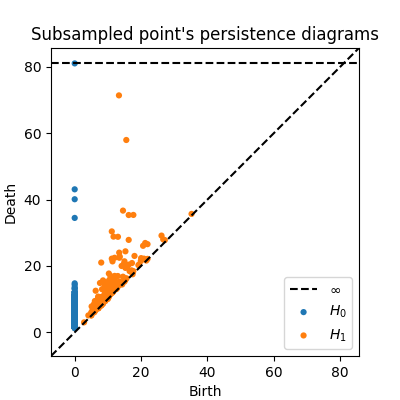 Subsampled point's persistence diagrams
Death
80
60
40
20
0
∞
H₀
H₁
0 20 40 60 80
Birth